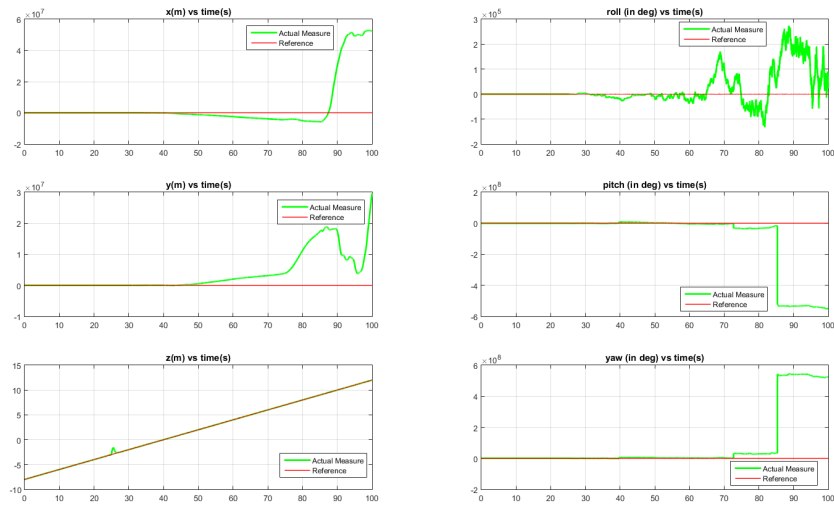 x(m) vs time(s)
×10^7
6
4
2
0
-2
0 10 20 30 40 50 60 70 80 90 100
Actual Measure
Reference
roll (in deg) vs time(s)
×10^5
3
2
1
0
-1
-2
0 10 20 30 40 50 60 70 80 90 100
Actual Measure
Reference
y(m) vs time(s)
×10^7
3
2
1
0
-1
0 10 20 30 40 50 60 70 80 90 100
Actual Measure
Reference
pitch (in deg) vs time(s)
×10^8
2
0
-2
-4
-6
0 10 20 30 40 50 60 70 80 90 100
Actual Measure
Reference
z(m) vs time(s)
15
10
5
0
-5
-10
0 10 20 30 40 50 60 70 80 90 100
Actual Measure
Reference
yaw (in deg) vs time(s)
×10^8
6
4
2
0
-2
0 10 20 30 40 50 60 70 80 90 100
Actual Measure
Reference